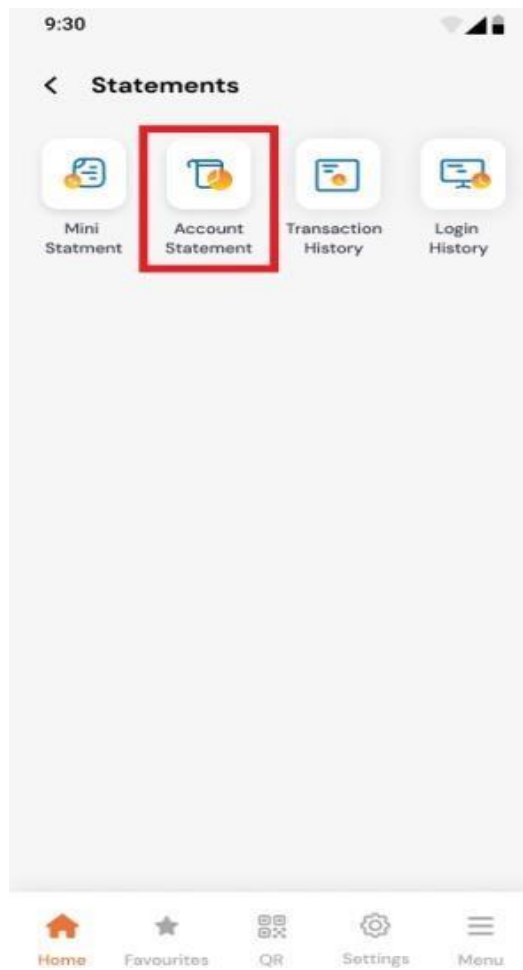 9:30
Statements
Mini
Statment
Account
Statement
Transaction
History
Login
History
Home
Favourites
QR
Settings
Menu